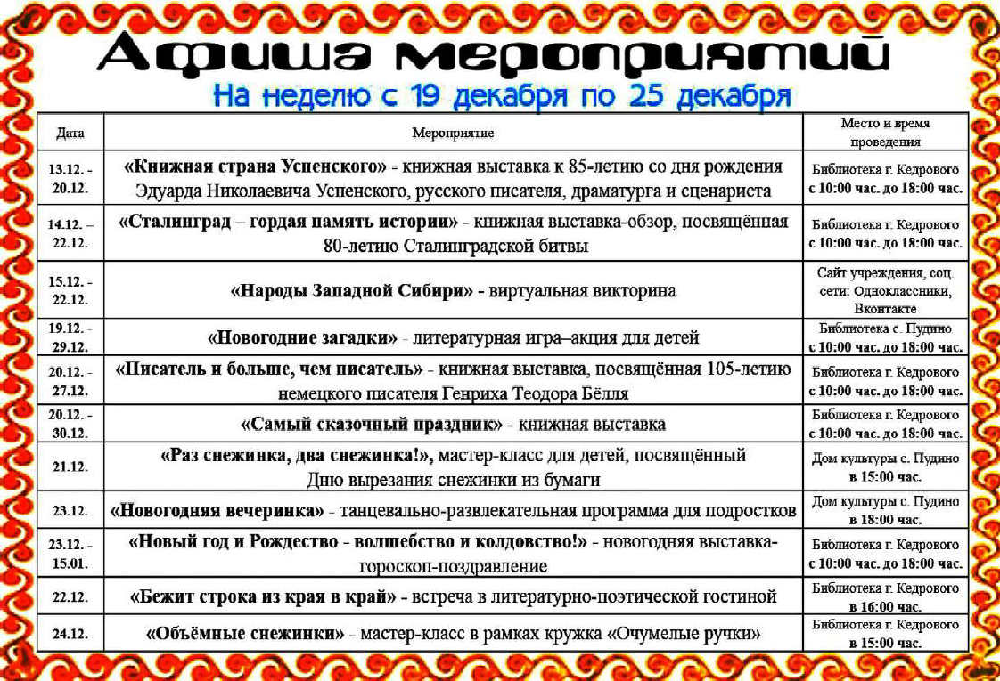 Афиша мероприятий
На неделю с 19 декабря по 25 декабря
Дата
Мероприятие
Место и время
проведения
13.12. -
20.12.
«Книжная страна Успенского» - книжная выставка к 85-летию со дня рождения
Эдуарда Николаевича Успенского, русского писателя, драматурга и сценариста
Библиотека г. Кедрового
с 10:00 час. до 18:00 час.
14.12. –
22.12.
«Сталинград – гордая память истории» - книжная выставка-обзор, посвящённая
80-летию Сталинградской битвы
Библиотека г. Кедрового
с 10:00 час. до 18:00 час.
15.12. -
22.12.
«Народы Западной Сибири» - виртуальная викторина
Сайт учреждения, соц.
сети: Одноклассники,
Вконтакте
19.12. -
29.12.
«Новогодние загадки» - литературная игра–акция для детей
Библиотека с. Пудино
с 10:00 час. до 18:00 час.
20.12. -
27.12.
«Писатель и больше, чем писатель» - книжная выставка, посвящённая 105-летию
немецкого писателя Генриха Теодора Бёлля
Библиотека г. Кедрового
с 10:00 час. до 18:00 час.
20.12. -
30.12.
«Самый сказочный праздник» - книжная выставка
Библиотека г. Кедрового
с 10:00 час. до 18:00 час.
21.12.
«Раз снежинка, два снежинка!», мастер-класс для детей, посвящённый
Дню вырезания снежинки из бумаги
Дом культуры с. Пудино
в 15:00 час.
23.12.
«Новогодняя вечеринка» - танцевально-развлекательная программа для подростков
Дом культуры с. Пудино
в 18:00 час.
23.12. -
15.01.
«Новый год и Рождество - волшебство и колдовство!» - новогодняя выставка-
гороскоп-поздравление
Библиотека г. Кедрового
с 10:00 час. до 18:00 час.
22.12.
«Бежит строка из края в край» - встреча в литературно-поэтической гостиной
Библиотека г. Кедрового
в 16:00 час.
24.12.
«Объёмные снежинки» - мастер-класс в рамках кружка «Очумелые ручки»
Библиотека г. Кедрового
в 15:00 час.